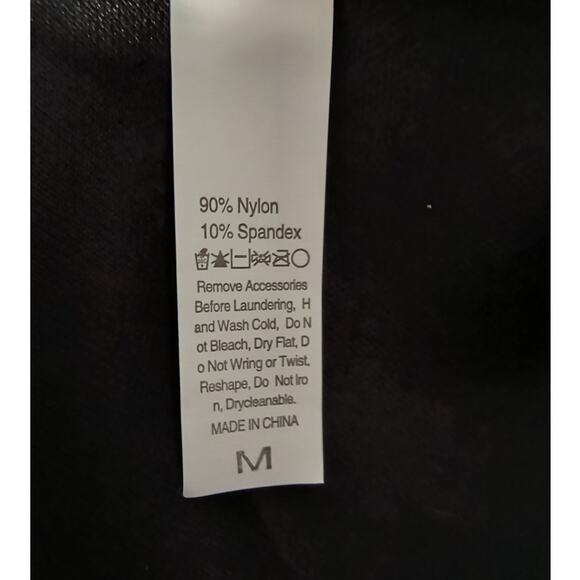 90% Nylon
10% Spandex
Remove Accessories
Before Laundering, H
and Wash Cold, Do N
ot Bleach, Dry Flat, D
o Not Wring or Twist,
Reshape, Do Not Iro
n, Drycleanable.
MADE IN CHINA
M